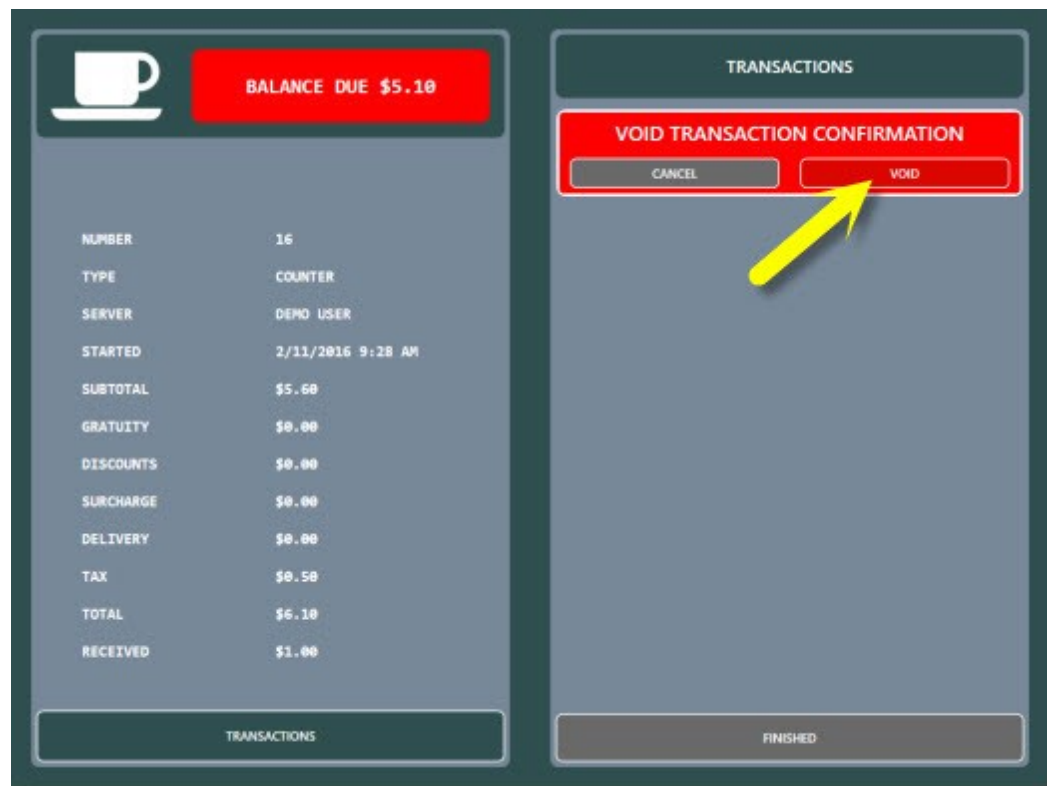 BALANCE DUE $5.10
NUMBER 16
TYPE COUNTER
SERVER DEMO USER
STARTED 2/11/2016 9:28 AM
SUBTOTAL $5.60
GRATUITY $0.00
DISCOUNTS $0.00
SURCHARGE $0.00
DELIVERY $0.00
TAX $0.50
TOTAL $6.10
RECEIVED $1.00
TRANSACTIONS
TRANSACTIONS
VOID TRANSACTION CONFIRMATION
CANCEL VOID
FINISHED